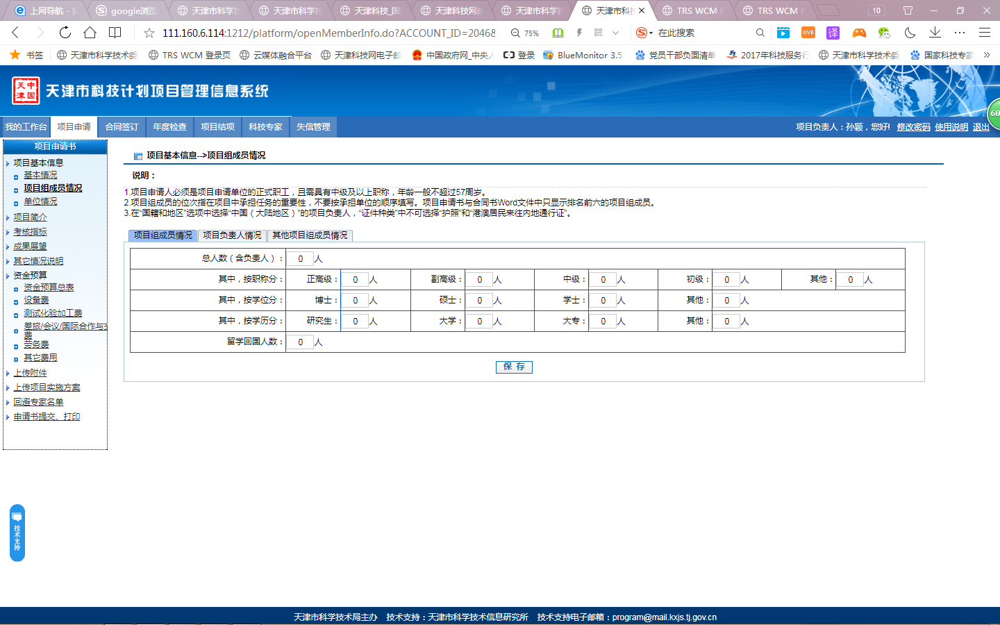 上网导航 -
google浏览
天津市科学技
天津市科学技
天津科技_国
天津科技网邮
天津市科学技
天津市科技
TRS WCM
TRS WCM
10
111.160.6.114:1212/platform/openMemberInfo.do?ACCOUNT_ID=20468
75%
在此搜索
LIVE
译
书签
天津市科学技术委
TRS WCM 登录页
云媒体融合平台
天津科技网电子邮
中国政府网_中央人
登录
BlueMonitor 3.5
党员干部负面清单
2017年科技服务行
天津市科学技术委
国家科技专家
中国天津
天津市科技计划项目管理信息系统
60
我的工作台 项目申请 合同签订 年度检查 项目结项 科技专家 失信管理
项目负责人：孙颖，您好! 修改密码 使用说明 退出
项目申请书
项目基本信息
基本情况
项目组成员情况
单位情况
项目简介
考核指标
成果展望
其它情况说明
资金预算
资金预算总表
设备费
测试化验加工费
差旅/会议/国际合作与交
费
劳务费
其它费用
上传附件
上传项目实施方案
回避专家名单
申请书提交、打印
项目基本信息-->项目组成员情况
说明：
1.项目申请人必须是项目申请单位的正式职工，且需具有中级及以上职称，年龄一般不超过57周岁。
2.项目组成员的位次指在项目中承担任务的重要性，不要按承担单位的顺序填写。项目申请书与合同书Word文件中只显示排名前六的项目组成员。
3.在“国籍和地区”选项中选择“中国（大陆地区）”的项目负责人，“证件种类”中不可选择“护照”和“港澳居民来往内地通行证”。
项目组成员情况 项目负责人情况 其他项目组成员情况
总人数（含负责人）： 0 人
其中，按职称分： 正高级： 0 人 副高级： 0 人 中级： 0 人 初级： 0 人 其他： 0 人
其中，按学位分： 博士： 0 人 硕士： 0 人 学士： 0 人 其他： 0 人
其中，按学历分： 研究生： 0 人 大学： 0 人 大专： 0 人 其他： 0 人
留学回国人数： 0 人
保 存
技术支持
天津市科学技术局主办 技术支持：天津市科学技术信息研究所 技术支持电子邮箱：program@mail.kxjs.tj.gov.cn